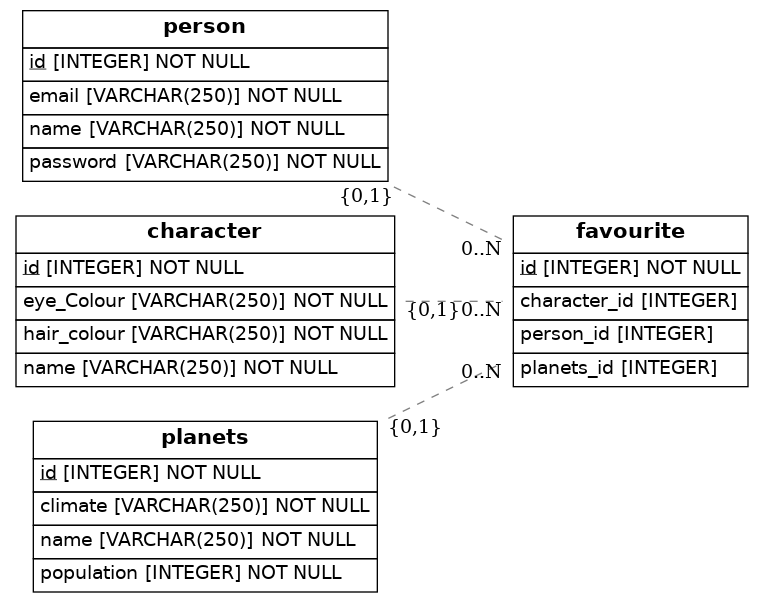 person
id [INTEGER] NOT NULL
email [VARCHAR(250)] NOT NULL
name [VARCHAR(250)] NOT NULL
password [VARCHAR(250)] NOT NULL
{0,1}
0..N
character
id [INTEGER] NOT NULL
eye_Colour [VARCHAR(250)] NOT NULL
hair_colour [VARCHAR(250)] NOT NULL
name [VARCHAR(250)] NOT NULL
{0,1}
0..N
favourite
id [INTEGER] NOT NULL
character_id [INTEGER]
person_id [INTEGER]
planets_id [INTEGER]
0..N
{0,1}
planets
id [INTEGER] NOT NULL
climate [VARCHAR(250)] NOT NULL
name [VARCHAR(250)] NOT NULL
population [INTEGER] NOT NULL